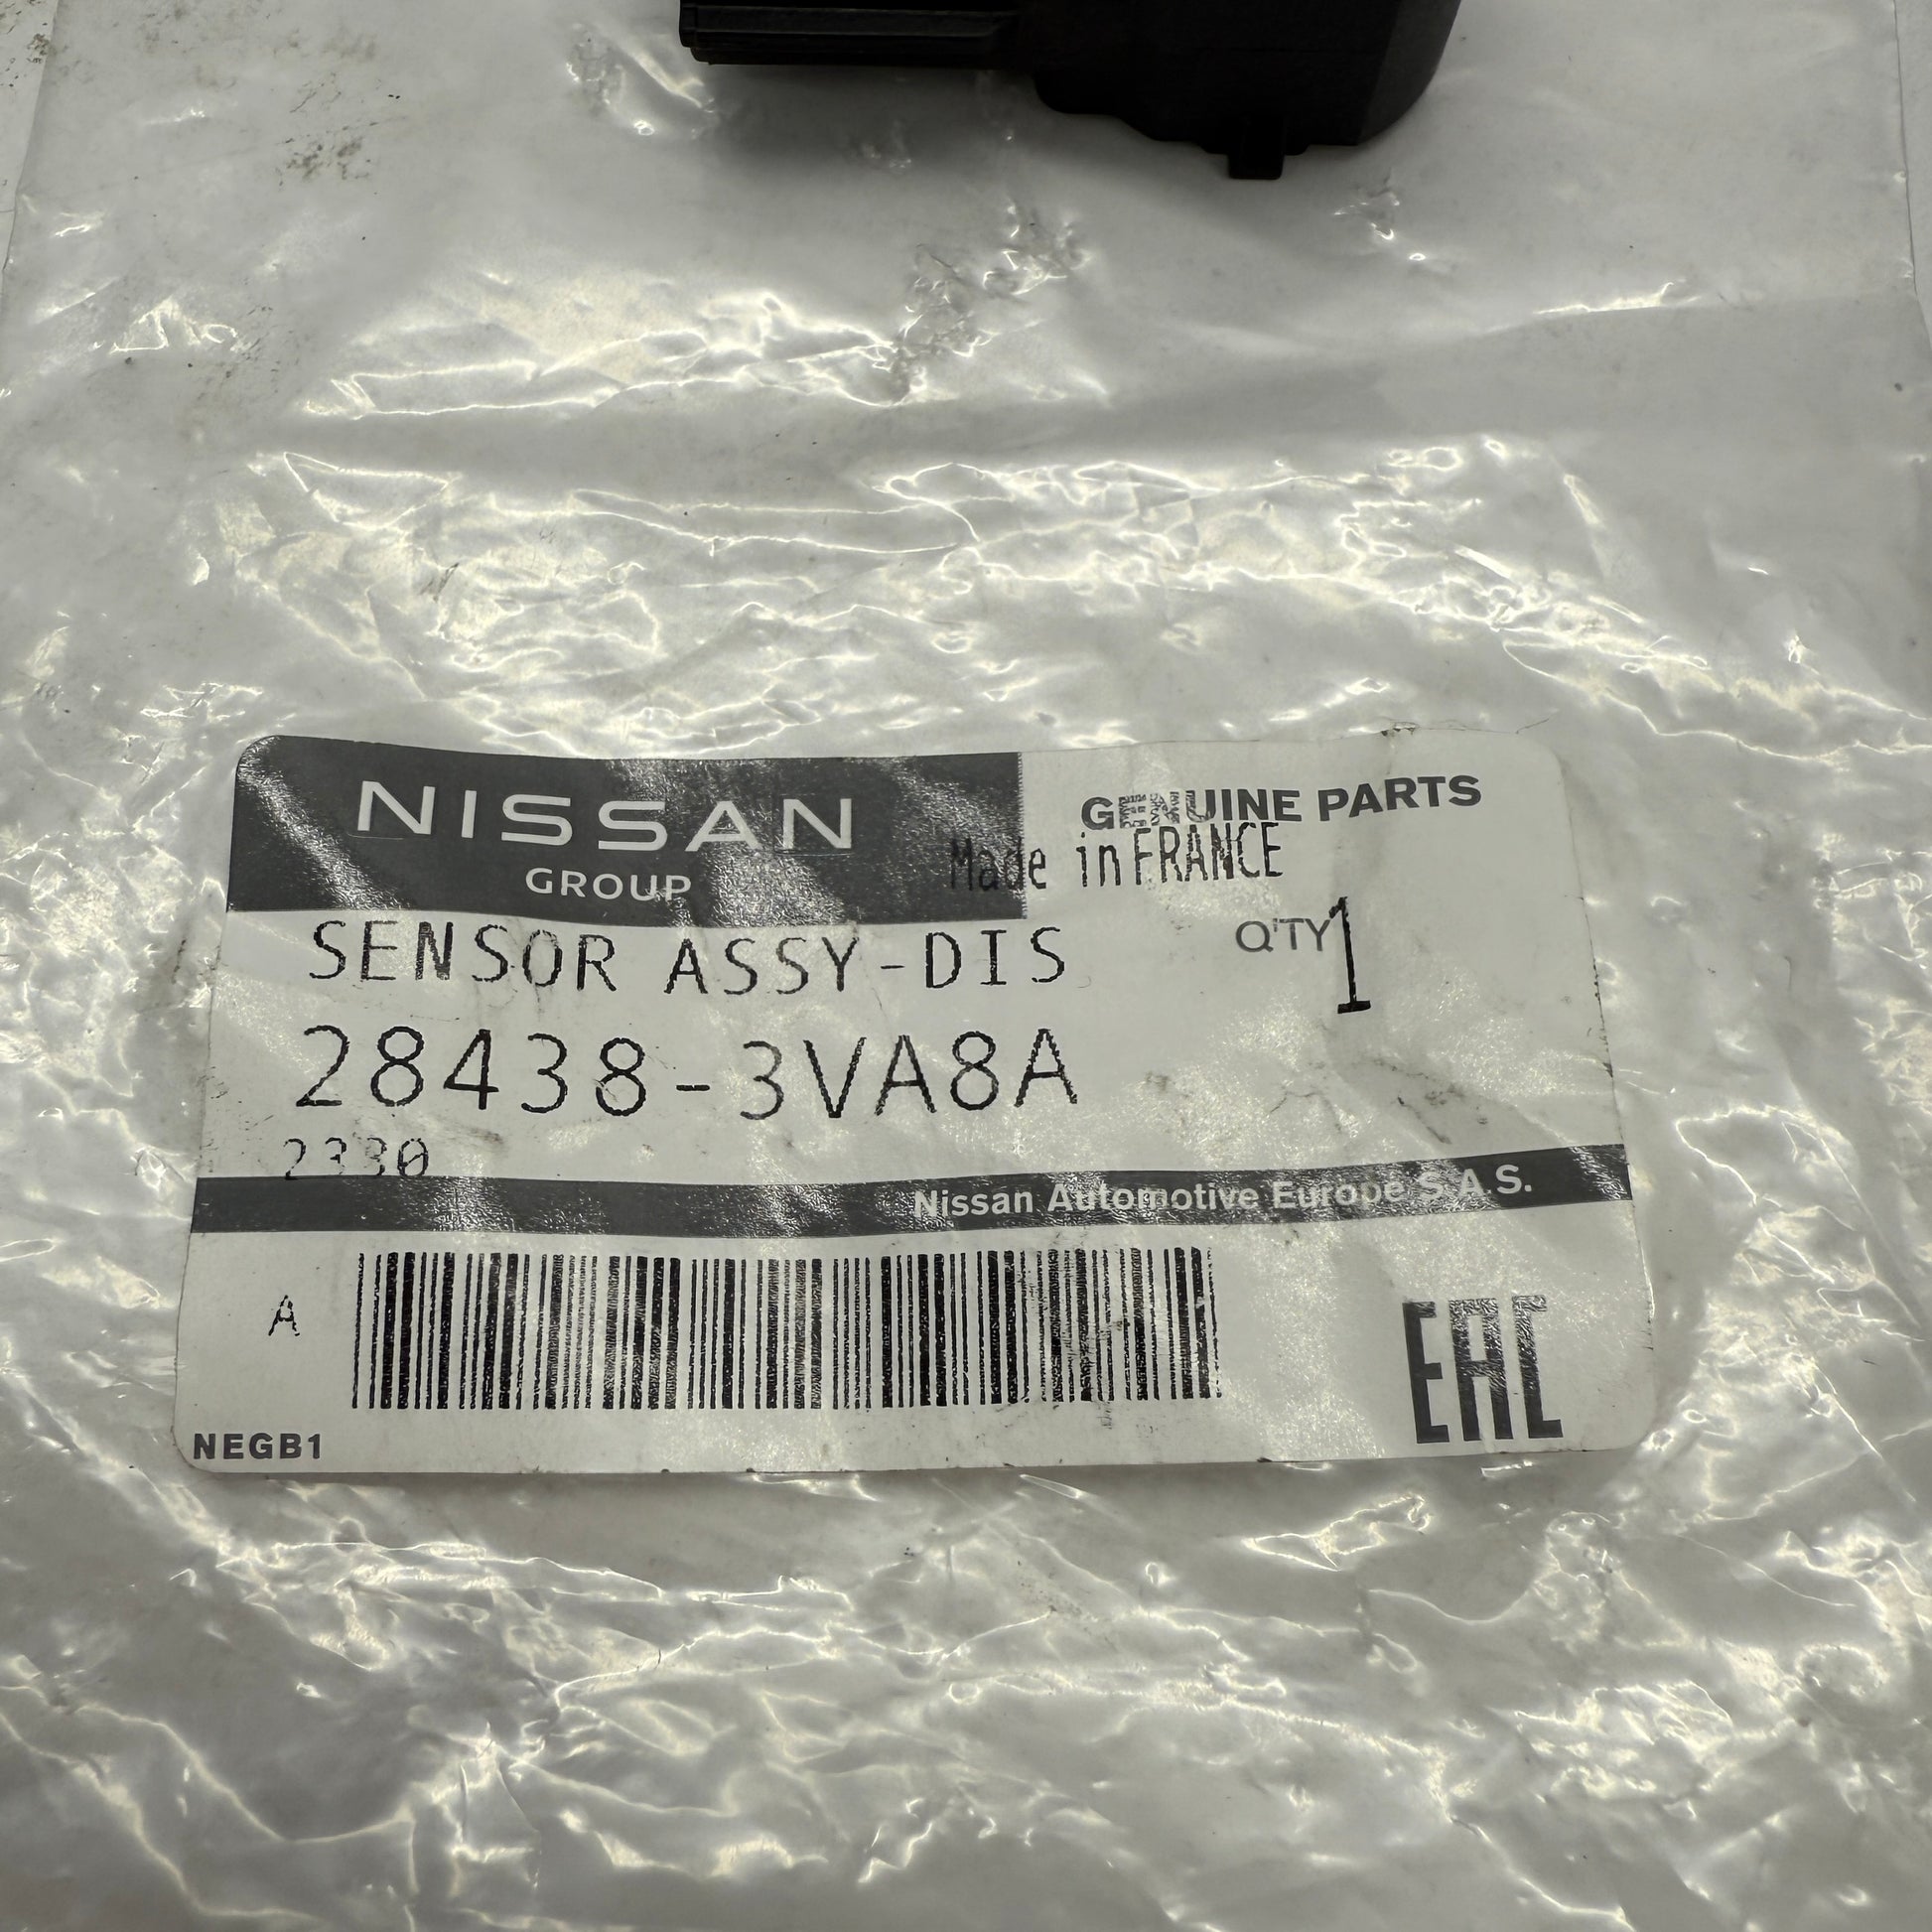 NISSAN
GROUP
GENUINE PARTS
Made in FRANCE
SENSOR ASSY-DIS
Q'TY 1
28438-3VA8A
2330
Nissan Automotive Europe S.A.S.
A
NEGB1
EAC